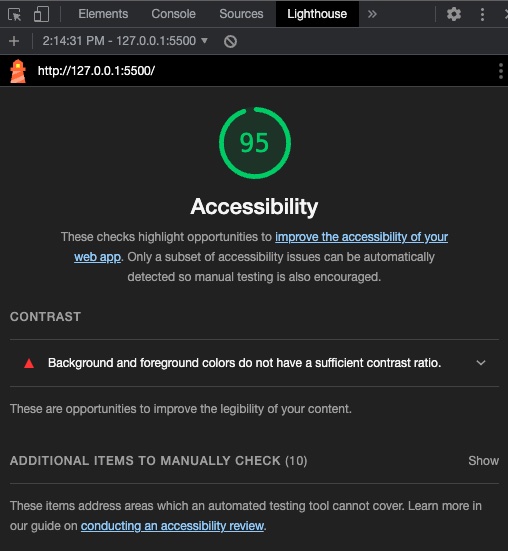 Elements Console Sources Lighthouse »
+ 2:14:31 PM - 127.0.0.1:5500 ▼
http://127.0.0.1:5500/
95
Accessibility
These checks highlight opportunities to improve the accessibility of your
web app. Only a subset of accessibility issues can be automatically
detected so manual testing is also encouraged.
CONTRAST
Background and foreground colors do not have a sufficient contrast ratio.
These are opportunities to improve the legibility of your content.
ADDITIONAL ITEMS TO MANUALLY CHECK (10) Show
These items address areas which an automated testing tool cannot cover. Learn more in
our guide on conducting an accessibility review.